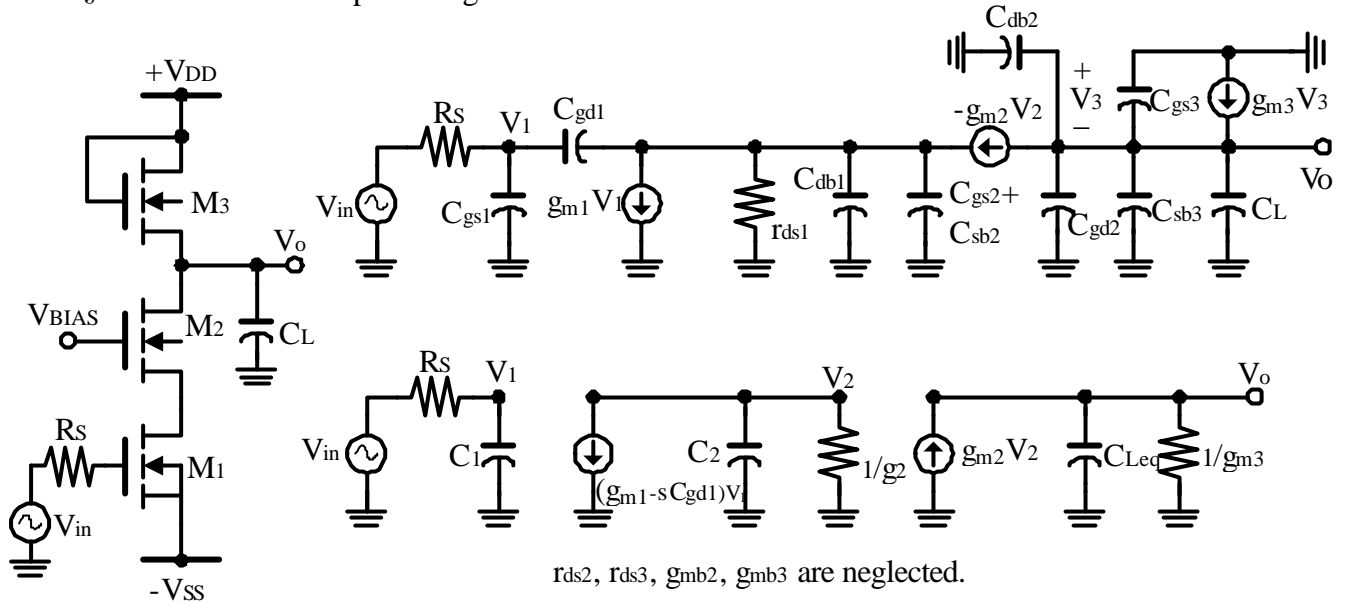 +VDD
M3
Vo
VBIAS
M2
CL
RS
M1
Vin
-VSS
Cdb2
RS
V1
Cgd1
-gm2V2
+
V3
–
Cgs3
gm3V3
Vin
Cgs1
gm1V1
rds1
Cdb1
Cgs2+
Csb2
Cgd2
Csb3
CL
Vo
RS
V1
V2
Vo
Vin
C1
(gm1-sCgd1)V1
C2
1/g2
gm2V2
CLeq
1/gm3
rds2, rds3, gmb2, gmb3 are neglected.